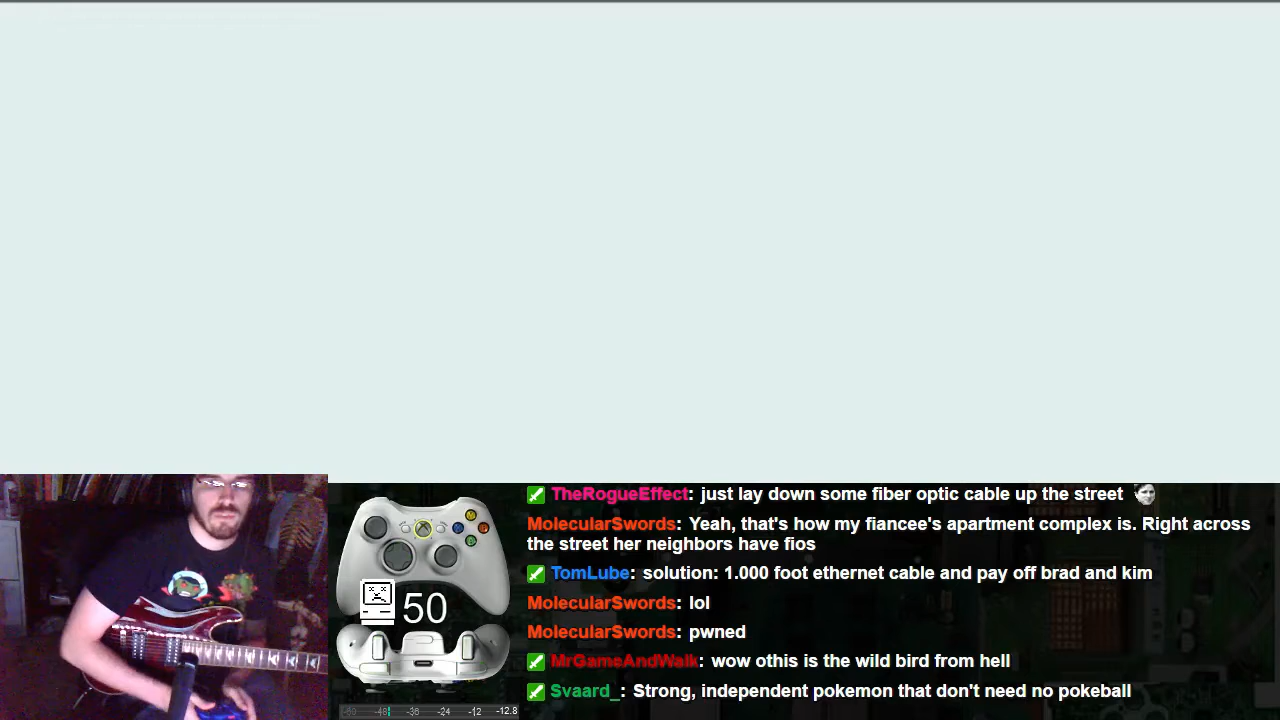 TheRogueEffect: just lay down some fiber optic cable up the street
MolecularSwords: Yeah, that's how my fiancee's apartment complex is. Right across
the street her neighbors have fios
TomLube: solution: 1.000 foot ethernet cable and pay off brad and kim
MolecularSwords: lol
MolecularSwords: pwned
MrGameAndWalk: wow othis is the wild bird from hell
Svaard_: Strong, independent pokemon that don't need no pokeball
50
-60 -48 -36 -24 -12 -12.8